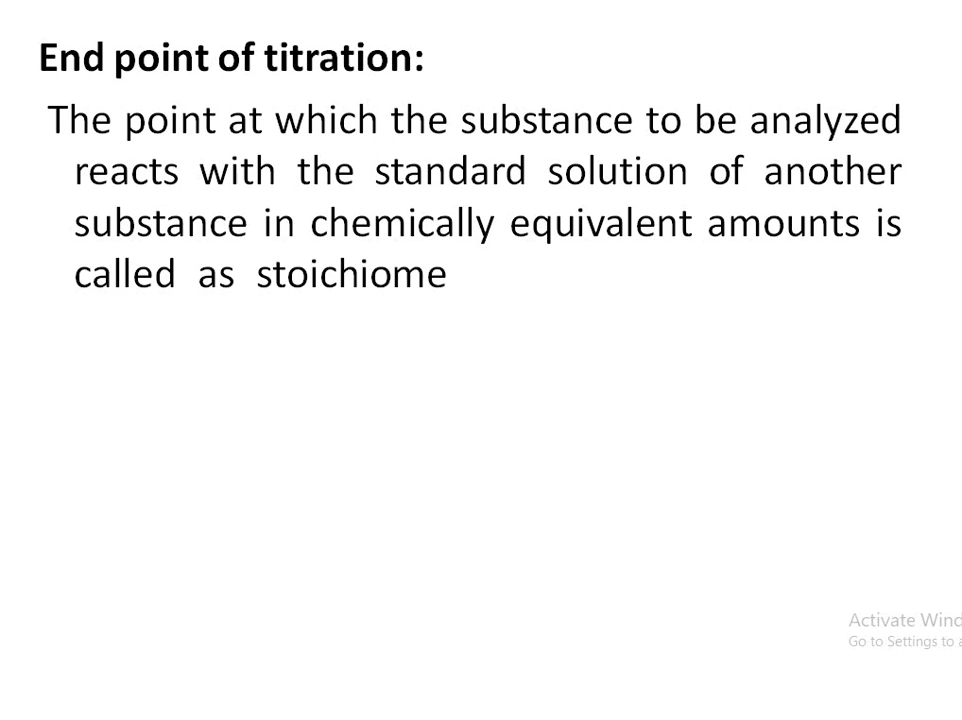 End point of titration:
The point at which the substance to be analyzed
reacts with the standard solution of another
substance in chemically equivalent amounts is
called as stoichiome
Activate Wind
Go to Settings to a